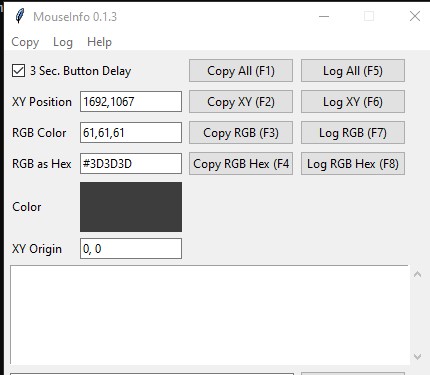 MouseInfo 0.1.3
Copy Log Help
3 Sec. Button Delay Copy All (F1) Log All (F5)
XY Position 1692,1067 Copy XY (F2) Log XY (F6)
RGB Color 61,61,61 Copy RGB (F3) Log RGB (F7)
RGB as Hex #3D3D3D Copy RGB Hex (F4 Log RGB Hex (F8)
Color
XY Origin 0, 0